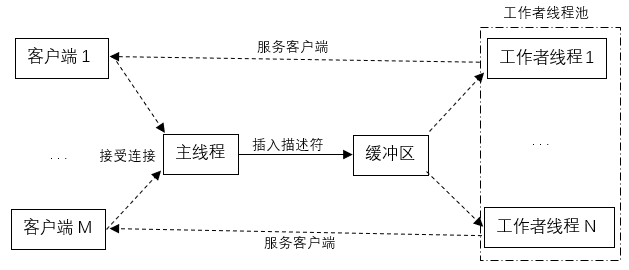 工作者线程池
客户端 1
服务客户端
工作者线程 1
. . .
接受连接
主线程
插入描述符
缓冲区
. . .
客户端 M
服务客户端
工作者线程 N